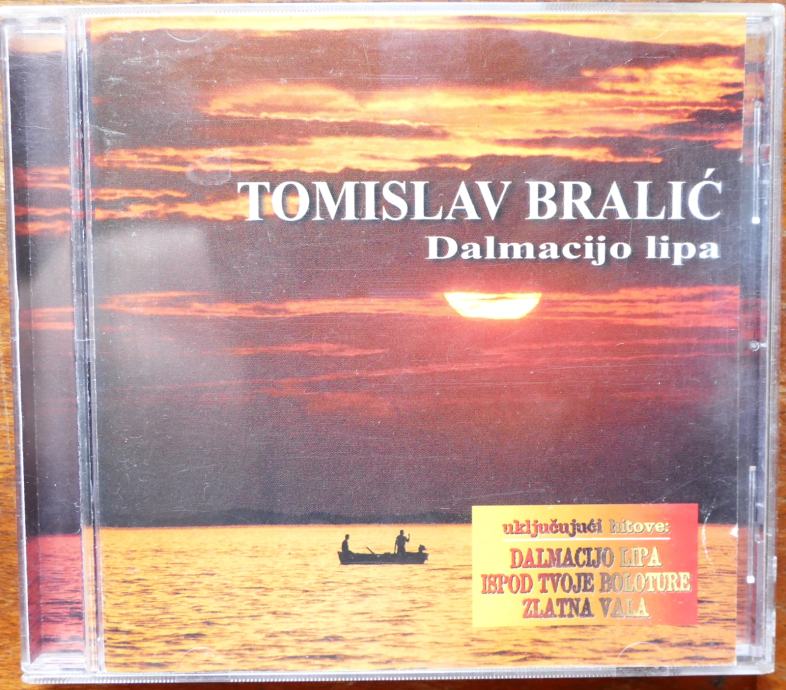 TOMISLAV BRALIĆ
Dalmacijo lipa
uključujući hitove:
DALMACIJO LIPA
ISPOD TVOJE BOLOTURE
ZLATNA VALA